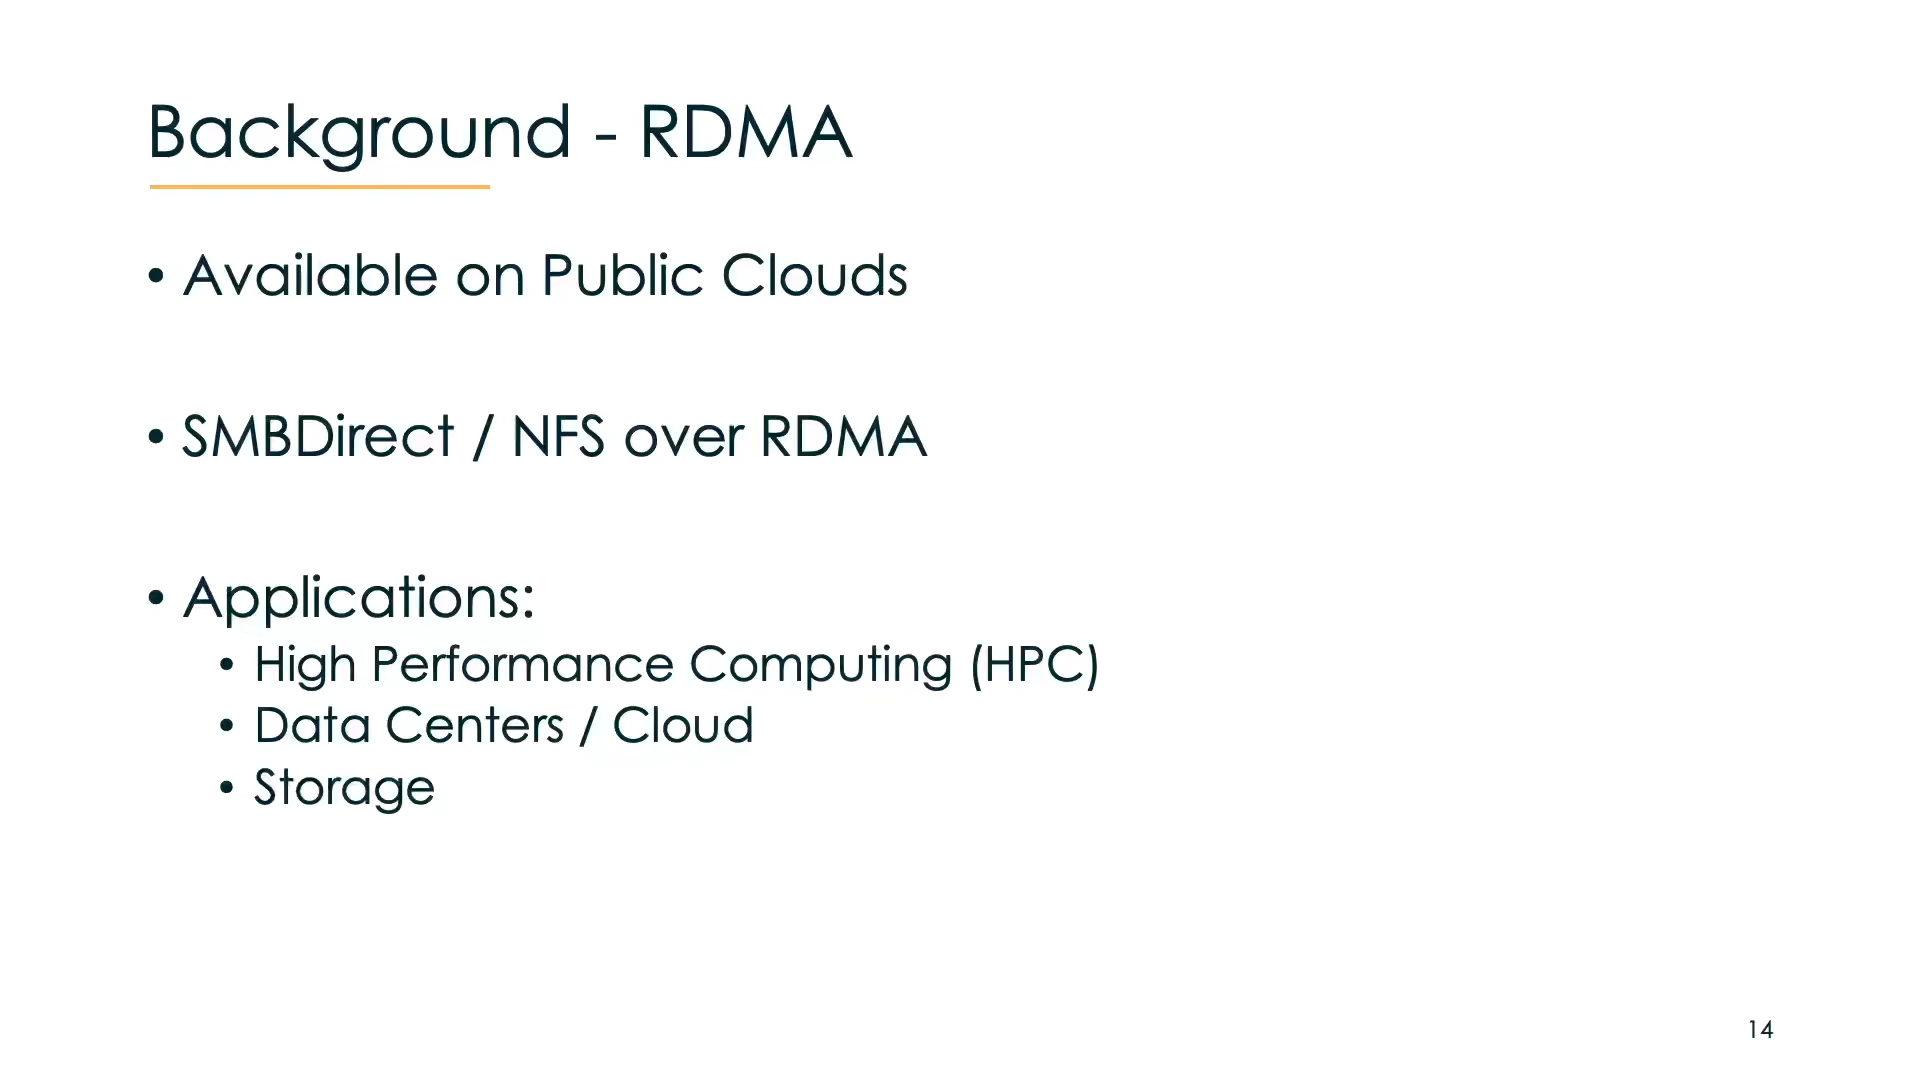 Background - RDMA
• Available on Public Clouds
• SMBDirect / NFS over RDMA
• Applications:
• High Performance Computing (HPC)
• Data Centers / Cloud
• Storage
14